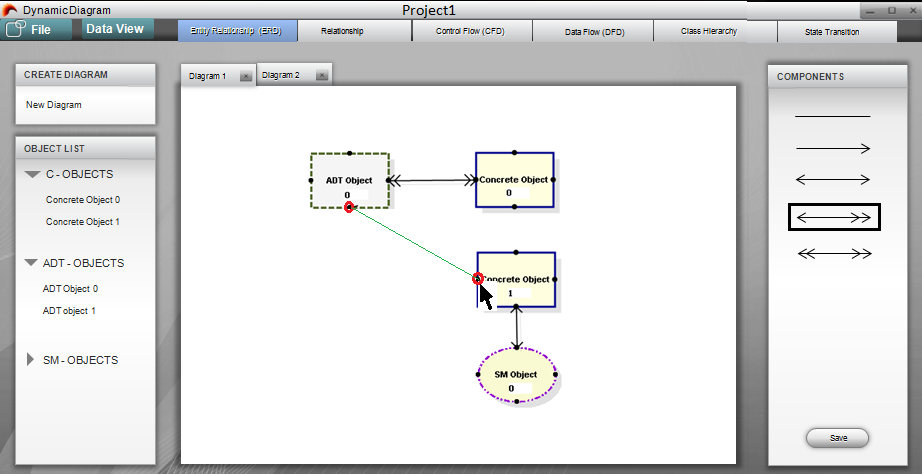 DynamicDiagram
Project1
File
Data View
Entity Relationship (ERD)
Relationship
Control Flow (CFD)
Data Flow (DFD)
Class Hierarchy
State Transition
CREATE DIAGRAM
New Diagram
OBJECT LIST
C - OBJECTS
Concrete Object 0
Concrete Object 1
ADT - OBJECTS
ADT Object 0
ADT object 1
SM - OBJECTS
Diagram 1
Diagram 2
ADT Object
0
Concrete Object
0
Concrete Object
1
SM Object
0
COMPONENTS
Save